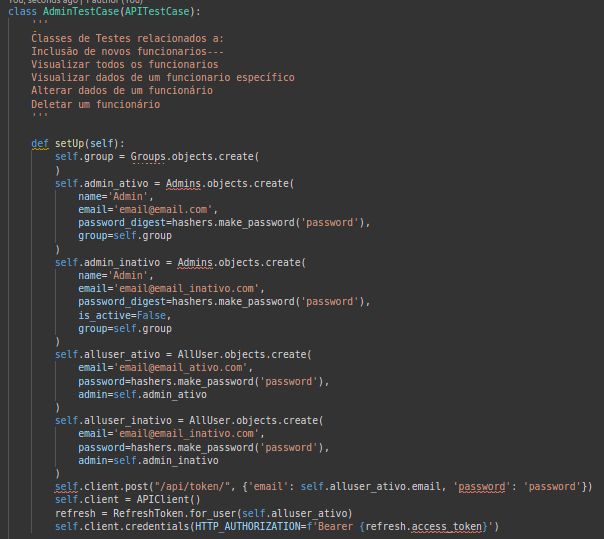 You, seconds ago | 1 author (You)
class AdminTestCase(APITestCase):
    '''
    Classes de Testes relacionados a:
    Inclusão de novos funcionarios---
    Visualizar todos os funcionarios
    Visualizar dados de um funcionario específico
    Alterar dados de um funcionário
    Deletar um funcionário
    '''
    def setUp(self):
        self.group = Groups.objects.create(
        )
        self.admin_ativo = Admins.objects.create(
            name='Admin',
            email='email@email.com',
            password_digest=hashers.make_password('password'),
            group=self.group
        )
        self.admin_inativo = Admins.objects.create(
            name='Admin',
            email='email@email_inativo.com',
            password_digest=hashers.make_password('password'),
            is_active=False,
            group=self.group
        )
        self.alluser_ativo = AllUser.objects.create(
            email='email@email_ativo.com',
            password=hashers.make_password('password'),
            admin=self.admin_ativo
        )
        self.alluser_inativo = AllUser.objects.create(
            email='email@email_inativo.com',
            password=hashers.make_password('password'),
            admin=self.admin_inativo
        )
        self.client.post("/api/token/", {'email': self.alluser_ativo.email, 'password': 'password'})
        self.client = APIClient()
        refresh = RefreshToken.for_user(self.alluser_ativo)
        self.client.credentials(HTTP_AUTHORIZATION=f'Bearer {refresh.access_token}')